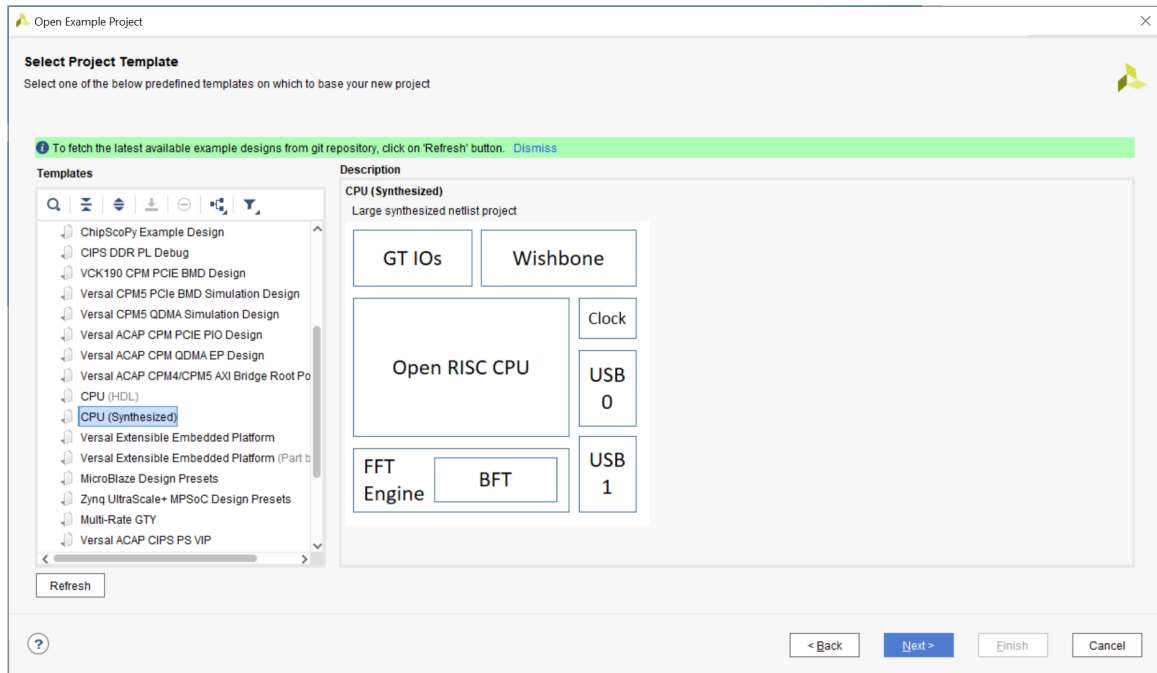 Open Example Project
Select Project Template
Select one of the below predefined templates on which to base your new project
To fetch the latest available example designs from git repository, click on 'Refresh' button. Dismiss
Templates
ChipScoPy Example Design
CIPS DDR PL Debug
VCK190 CPM PCIE BMD Design
Versal CPM5 PCIe BMD Simulation Design
Versal CPM5 QDMA Simulation Design
Versal ACAP CPM PCIE PIO Design
Versal ACAP CPM QDMA EP Design
Versal ACAP CPM4/CPM5 AXI Bridge Root Po
CPU (HDL)
CPU (Synthesized)
Versal Extensible Embedded Platform
Versal Extensible Embedded Platform (Part b
MicroBlaze Design Presets
Zynq UltraScale+ MPSoC Design Presets
Multi-Rate GTY
Versal ACAP CIPS PS VIP
Refresh
Description
CPU (Synthesized)
Large synthesized netlist project
GT IOs
Wishbone
Open RISC CPU
Clock
USB
0
FFT
Engine
BFT
USB
1
?
< Back
Next >
Finish
Cancel